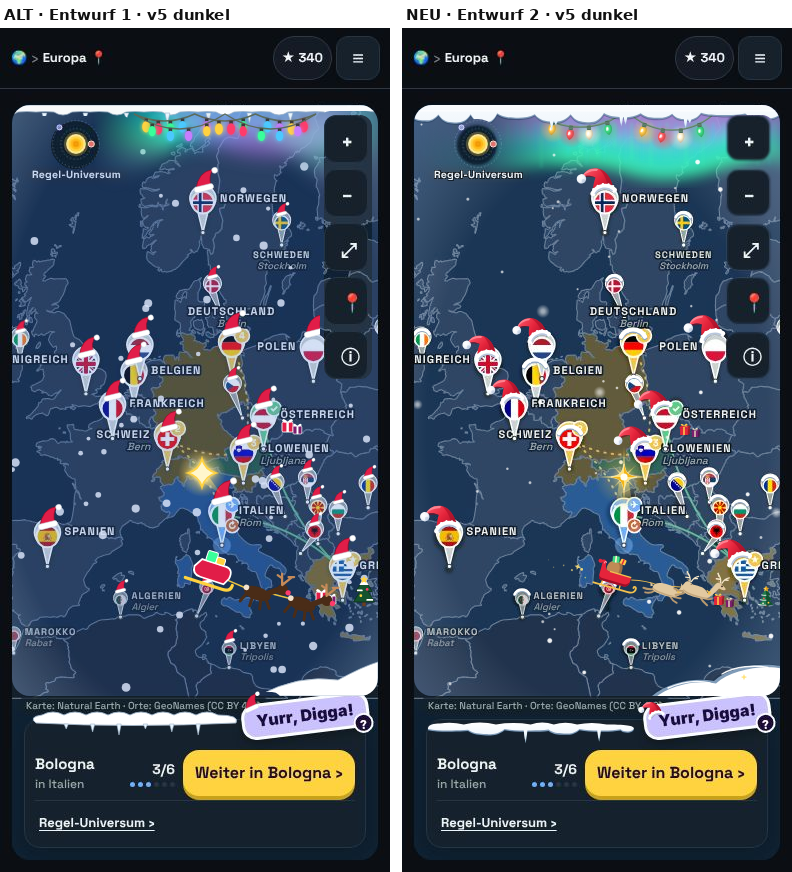 ALT · Entwurf 1 · v5 dunkel
🌍 > Europa 📍
★ 340
≡
+
Regel-Universum
−
NORWEGEN
SCHWEDEN
Stockholm
DEUTSCHLAND
Berlin
POLEN
NIGREICH
BELGIEN
FRANKREICH
ÖSTERREICH
SCHWEIZ
Bern
SLOWENIEN
Ljubljana
ITALIEN
Rom
SPANIEN
GRI
ALGERIEN
Algier
MAROKKO
Rabat
LIBYEN
Tripolis
Karte: Natural Earth · Orte: GeoNames (CC BY 4
Yurr, Digga!
?
Bologna
in Italien
3/6
Weiter in Bologna >
Regel-Universum >
NEU · Entwurf 2 · v5 dunkel
🌍 > Europa 📍
★ 340
≡
+
Regel-Universum
−
NORWEGEN
SCHWEDEN
Stockholm
DEUTSCHLAND
Berlin
POLEN
NIGREICH
BELGIEN
3
FRANKREICH
ÖSTERREICH
SCHWEIZ
Bern
3
SLOWENIEN
Ljubljana
ITALIEN
Rom
SPANIEN
GRI
ALGERIEN
Algier
MAROKKO
Rabat
LIBYEN
Tripolis
Karte: Natural Earth · Orte: GeoNames (CC BY
Yurr, Digga!
?
Bologna
in Italien
3/6
Weiter in Bologna >
Regel-Universum >